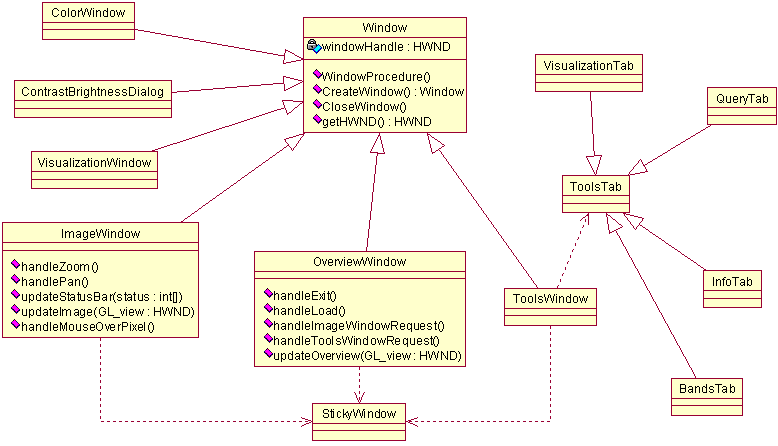 ColorWindow
Window
windowHandle : HWND
WindowProcedure()
CreateWindow() : Window
CloseWindow()
getHWND() : HWND
ContrastBrightnessDialog
VisualizationWindow
VisualizationTab
QueryTab
ToolsTab
ImageWindow
handleZoom()
handlePan()
updateStatusBar(status : int[])
updateImage(GL_view : HWND)
handleMouseOverPixel()
OverviewWindow
handleExit()
handleLoad()
handleImageWindowRequest()
handleToolsWindowRequest()
updateOverview(GL_view : HWND)
ToolsWindow
InfoTab
BandsTab
StickyWindow